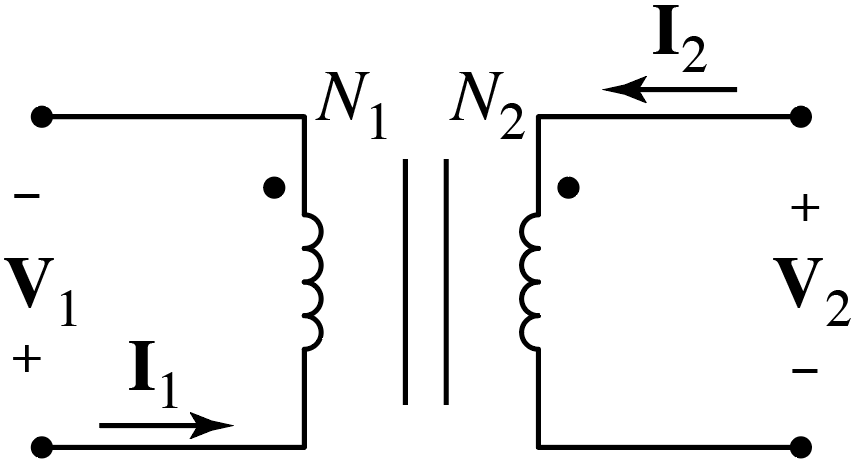 I2
N1 N2
− +
V1 V2
+ −
I1